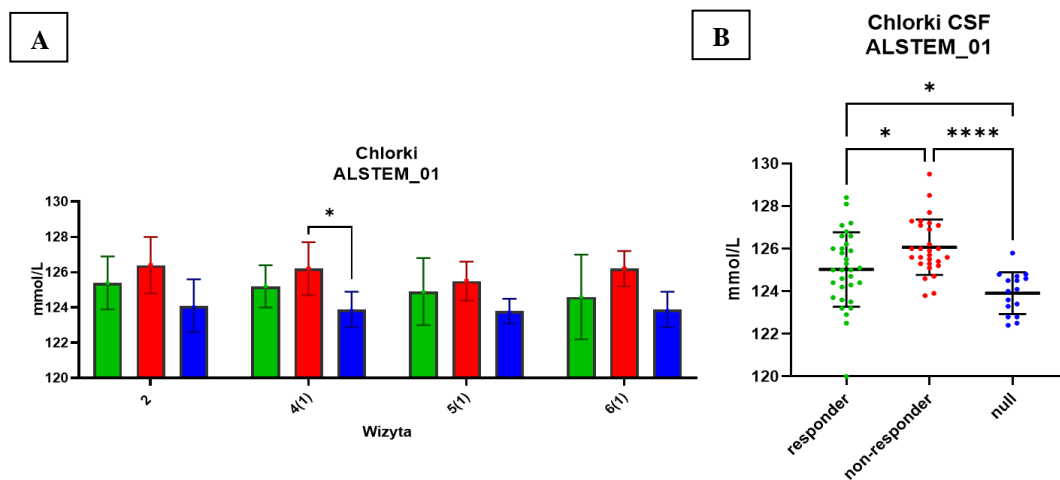 A
Chlorki
ALSTEM_01
*
mmol/L
130
128
126
124
122
120
2
4(1)
5(1)
6(1)
Wizyta
B
Chlorki CSF
ALSTEM_01
*
* ****
mmol/L
130
128
126
124
122
120
responder
non-responder
null